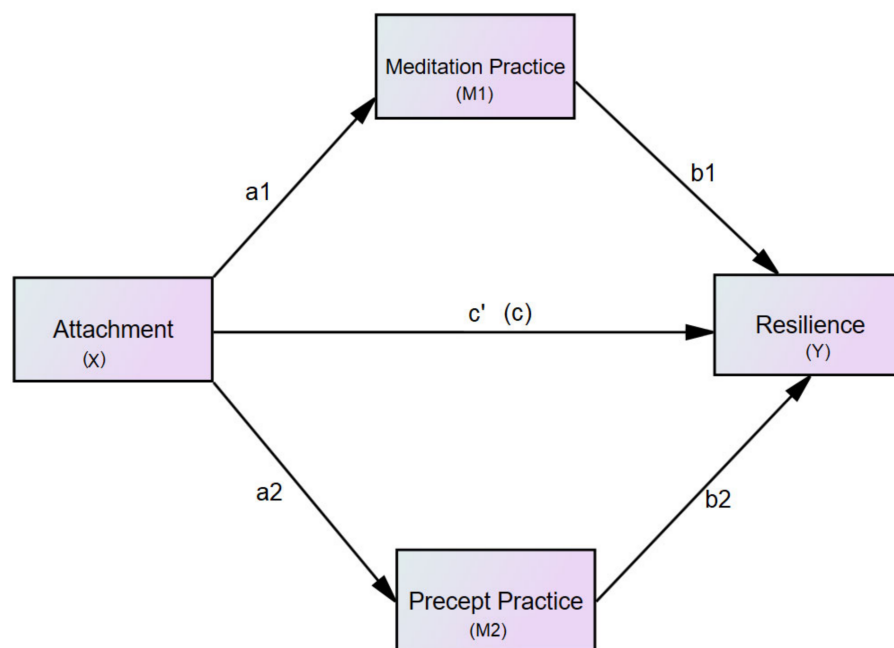 Meditation Practice
(M1)
a1
b1
Attachment
(X)
c' (c)
Resilience
(Y)
a2
b2
Precept Practice
(M2)